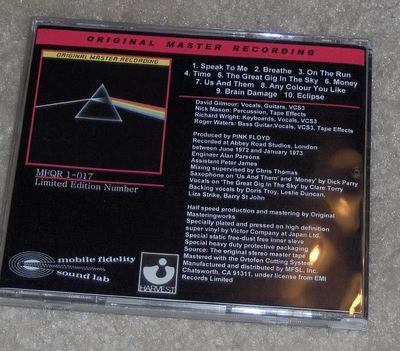 ORIGINAL MASTER RECORDING
ORIGINAL MASTER RECORDING
MFQR 1-017
Limited Edition Number
mobile fidelity
sound lab
HARVEST
1. Speak To Me 2. Breathe 3. On The Run
4. Time 5. The Great Gig In The Sky 6. Money
7. Us And Them 8. Any Colour You Like
9. Brain Damage 10. Eclipse
David Gilmour: Vocals, Guitars, VCS3
Nick Mason: Percussion, Tape Effects
Richard Wright: Keyboards, Vocals, VCS3
Roger Waters: Bass Guitar, Vocals, VCS3, Tape Effects
Produced by PINK FLOYD
Recorded at Abbey Road Studios, London
between June 1972 and January 1973
Engineer Alan Parsons
Assistant Peter James
Mixing supervised by Chris Thomas
Saxophone on 'Us And Them' and 'Money' by Dick Parry
Vocals on 'The Great Gig In The Sky' by Clare Torry
Backing vocals by Doris Troy, Leslie Duncan,
Liza Strike, Barry St John
Half speed production and mastering by Original
Masteringworks
Specially plated and pressed on high definition
super vinyl by Victor Company at Japan Ltd.
Special static free-dust free inner sleve
Special heavy duty protective packaging
Source: The original stereo master tape
Mastered with the Ortofon Cutting System
Manufactured and distributed by MFSL, Inc.
Chatsworth, CA 91311. under license from EMI
Records Limited